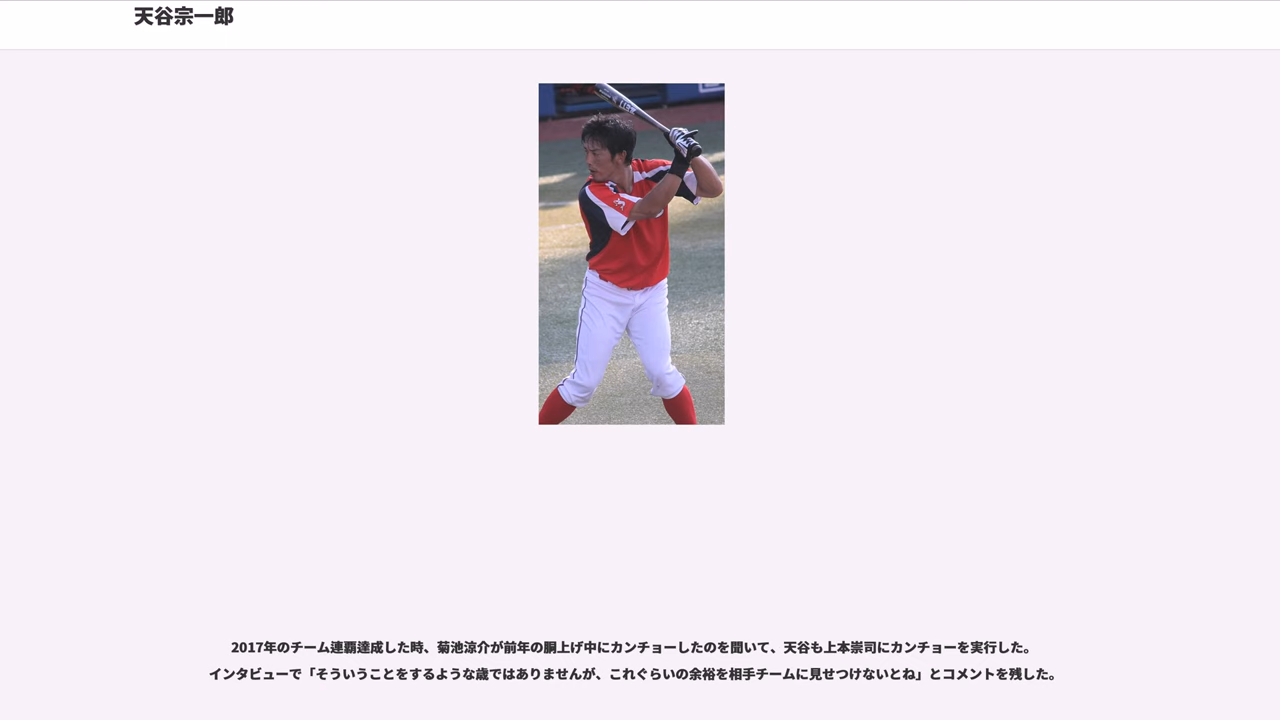 天谷宗一郎
2017年のチーム連覇達成した時、菊池涼介が前年の胴上げ中にカンチョーしたのを聞いて、天谷も上本崇司にカンチョーを実行した。
インタビューで「そういうことをするような歳ではありませんが、これぐらいの余裕を相手チームに見せつけないとね」とコメントを残した。